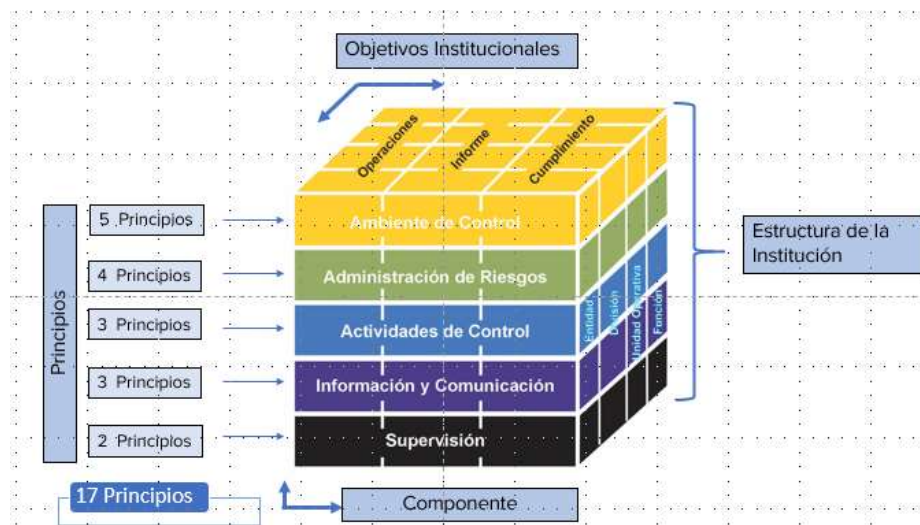 Objetivos Institucionales
Operaciones
Informe
Cumplimiento
Principios
5 Principios
Ambiente de Control
4 Principios
Administración de Riesgos
3 Principios
Actividades de Control
3 Principios
Información y Comunicación
2 Principios
Supervisión
Entidad
División
Unidad Operativa
Función
Estructura de la
Institución
17 Principios
Componente